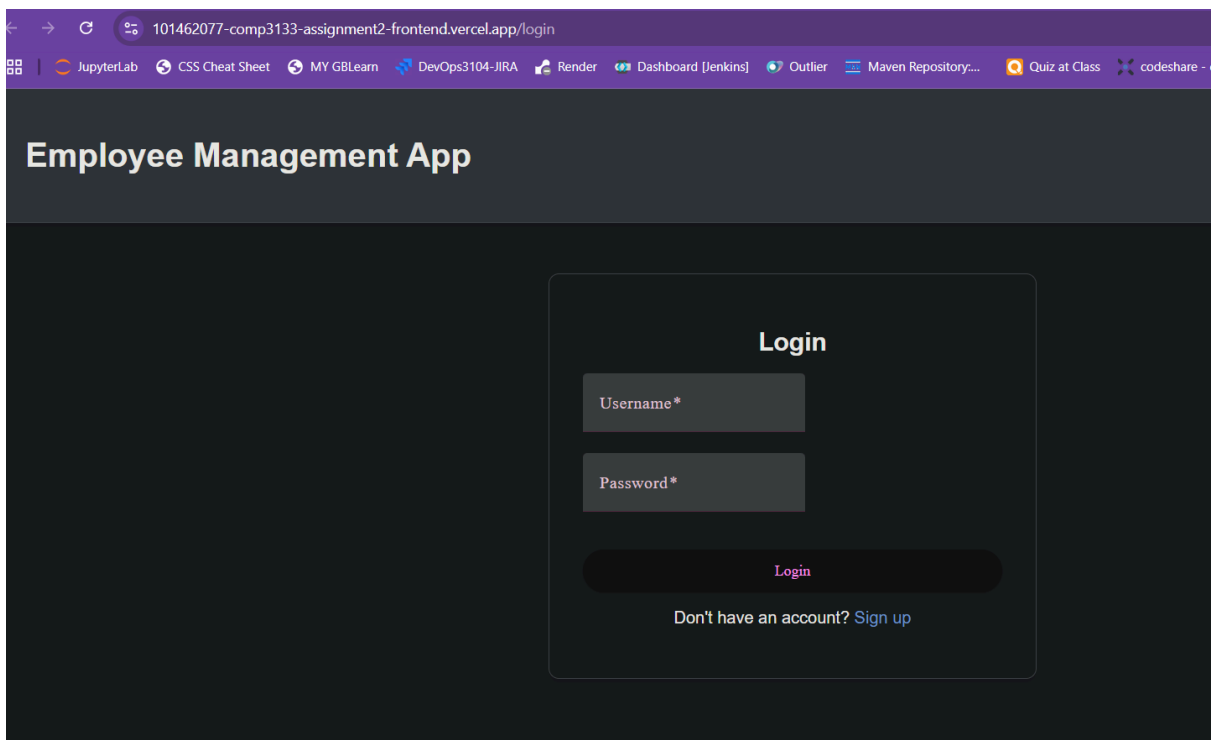 101462077-comp3133-assignment2-frontend.vercel.app/login
JupyterLab CSS Cheat Sheet MY GBLearn DevOps3104-JIRA Render Dashboard [Jenkins] Outlier Maven Repository:... Quiz at Class codeshare -
Employee Management App
Login
Username*
Password*
Login
Don't have an account? Sign up